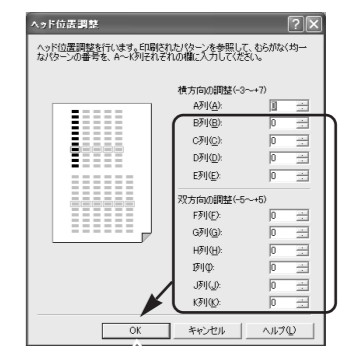 ヘッド位置調整
ヘッド位置調整を行います。印刷されたパターンを参照して、むらがなく均一
なパターンの番号を、A～K列それぞれの欄に入力してください。
横方向の調整(-3～+7)
A列(A): 0
B列(B): 0
C列(C): 0
D列(D): 0
E列(E): 0
双方向の調整(-5～+5)
F列(F): 0
G列(G): 0
H列(H): 0
I列(I): 0
J列(J): 0
K列(K): 0
OK キャンセル ヘルプ(L)